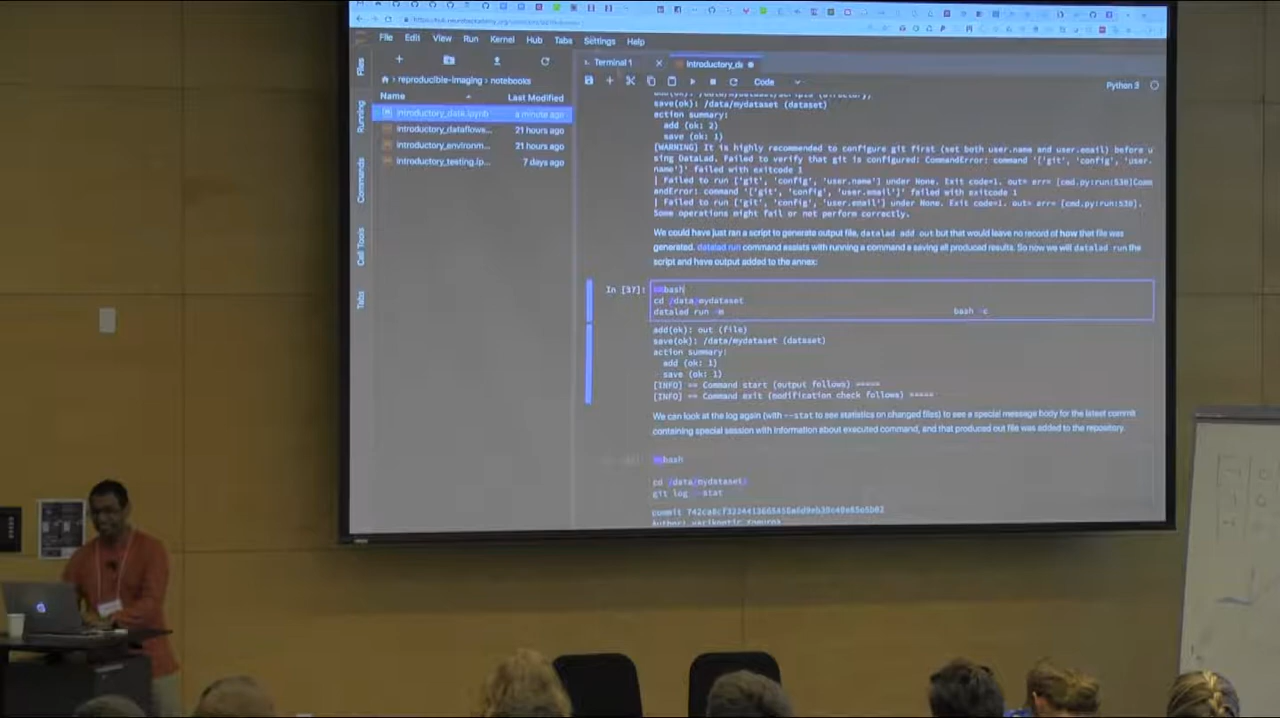 File Edit View Run Kernel Hub Tabs Settings Help
Files
Running
Commands
Cell Tools
Tabs
reproducible-imaging > notebooks
Name Last Modified
introductory_data.ipynb a minute ago
introductory_dataflows... 21 hours ago
introductory_environm... 21 hours ago
introductory_testing.ip... 7 days ago
Terminal 1
Introductory_da
Code
Python 3
save(ok): /data/mydataset (dataset)
action summary:
add (ok: 2)
save (ok: 1)
[WARNING] It is highly recommended to configure git first (set both user.name and user.email) before u
sing DataLad. Failed to verify that git is configured: CommandError: command '['git', 'config', 'user.
name']' failed with exitcode 1
| Failed to run ['git', 'config', 'user.name'] under None. Exit code=1. out= err= [cmd.py:run:530]Comm
andError: command '['git', 'config', 'user.email']' failed with exitcode 1
| Failed to run ['git', 'config', 'user.email'] under None. Exit code=1. out= err= [cmd.py:run:530].
Some operations might fail or not perform correctly.
We could have just ran a script to generate output file, datalad add out but that would leave no record of how that file was
generated. datalad run command assists with running a command a saving all produced results. So now we will datalad run the
script and have output added to the annex:
In [37]:
%%bash
cd /data/mydataset
datalad run -m bash -c
add(ok): out (file)
save(ok): /data/mydataset (dataset)
action summary:
add (ok: 1)
save (ok: 1)
[INFO] == Command start (output follows) =====
[INFO] == Command exit (modification check follows) =====
We can look at the log again (with --stat to see statistics on changed files) to see a special message body for the latest commit
containing special session with information about executed command, and that produced out file was added to the repository.
%%bash
cd /data/mydataset
git log --stat
commit